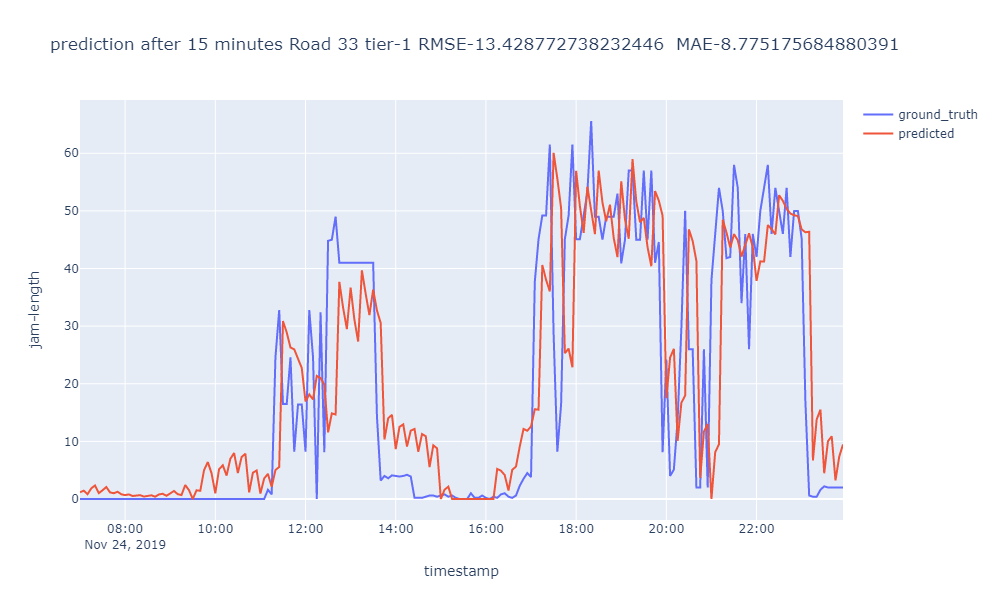 prediction after 15 minutes Road 33 tier-1 RMSE-13.428772738232446  MAE-8.775175684880391
ground_truth
predicted
60
50
40
30
20
10
0
jam-length
08:00 10:00 12:00 14:00 16:00 18:00 20:00 22:00
Nov 24, 2019
timestamp